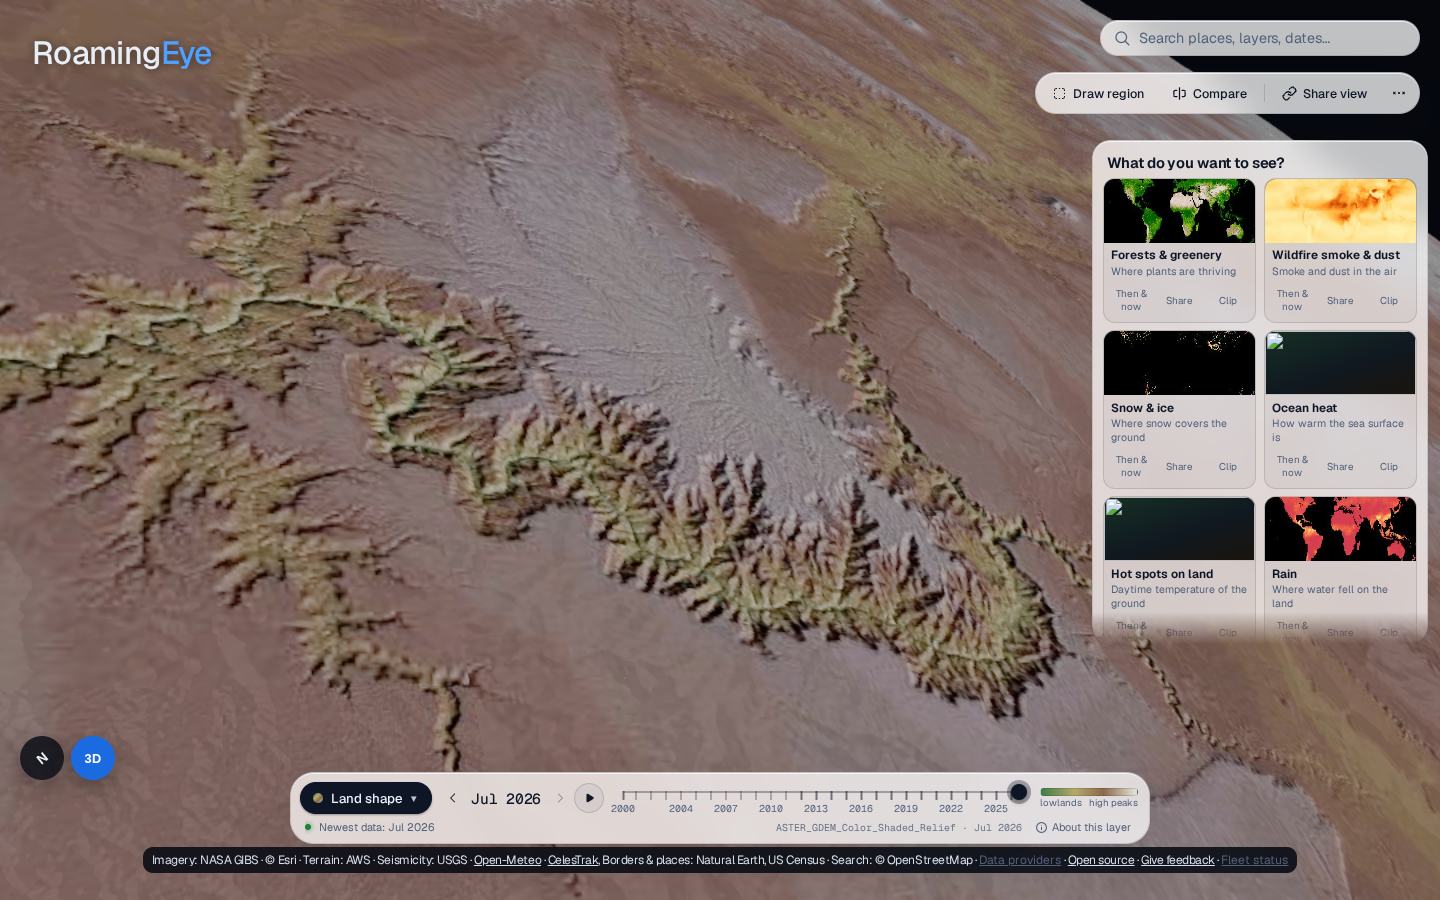 RoamingEye
Search places, layers, dates...
Draw region
Compare
Share view
What do you want to see?
Forests & greenery
Where plants are thriving
Then & now
Share
Clip
Wildfire smoke & dust
Smoke and dust in the air
Then & now
Share
Clip
Snow & ice
Where snow covers the
ground
Then & now
Share
Clip
Ocean heat
How warm the sea surface
is
Then & now
Share
Clip
Hot spots on land
Daytime temperature of the
ground
Then &
Share
Clip
Rain
Where water fell on the
land
Then &
Share
Clip
N
3D
Land shape
Jul 2026
2000 2004 2007 2010 2013 2016 2019 2022 2025
lowlands high peaks
Newest data: Jul 2026
ASTER_GDEM_Color_Shaded_Relief · Jul 2026
About this layer
Imagery: NASA GIBS · © Esri · Terrain: AWS · Seismicity: USGS · Open-Meteo · CelesTrak, Borders & places: Natural Earth, US Census · Search: © OpenStreetMap · Data providers · Open source · Give feedback · Fleet status